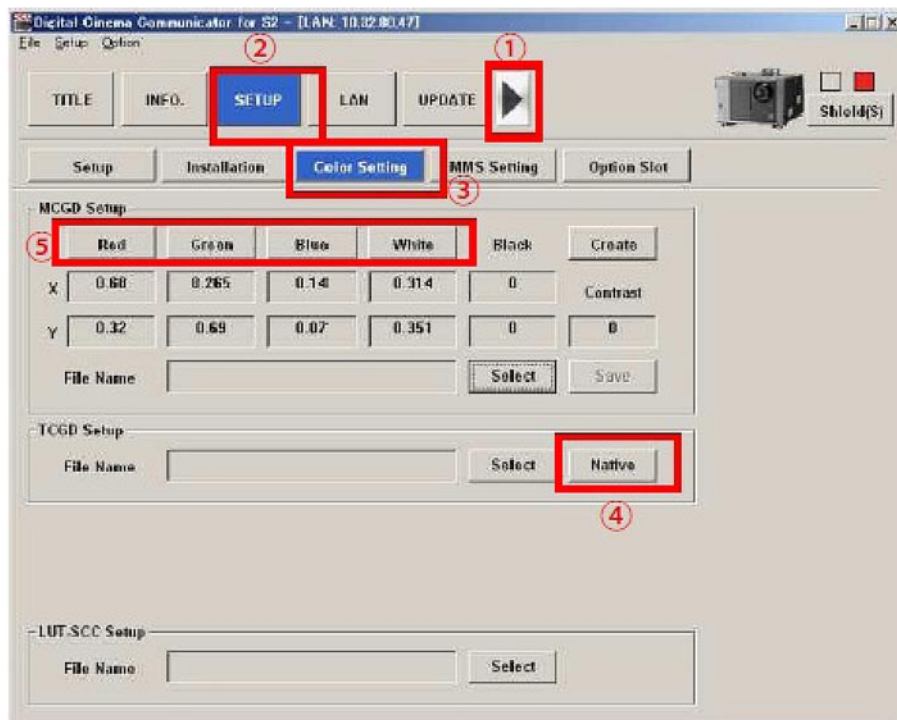 Digital Cinema Communicator for S2 - [LAN: 10.32.80.47]
File Setup Option
② ①
TITLE INFO. SETUP LAN UPDATE Shield(S)
Setup Installation Color Setting MMS Setting Option Slot
③
MCGD Setup
⑤ Red Green Blue White Black Create
X 0.68 0.265 0.14 0.314 0 Contrast
Y 0.32 0.69 0.07 0.351 0 0
File Name Select Save
TCGD Setup
File Name Select Native
④
LUT-SCC Setup
File Name Select